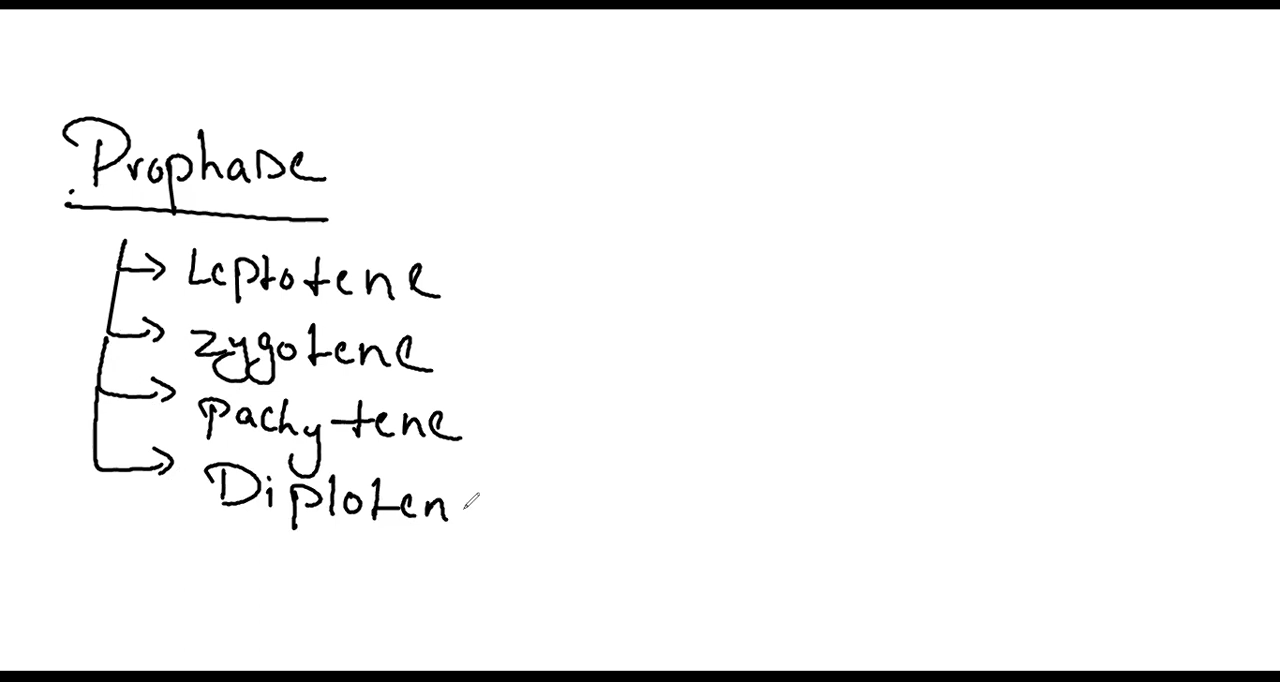 Prophase
Leptotene
Zygotene
Pachytene
Diploten